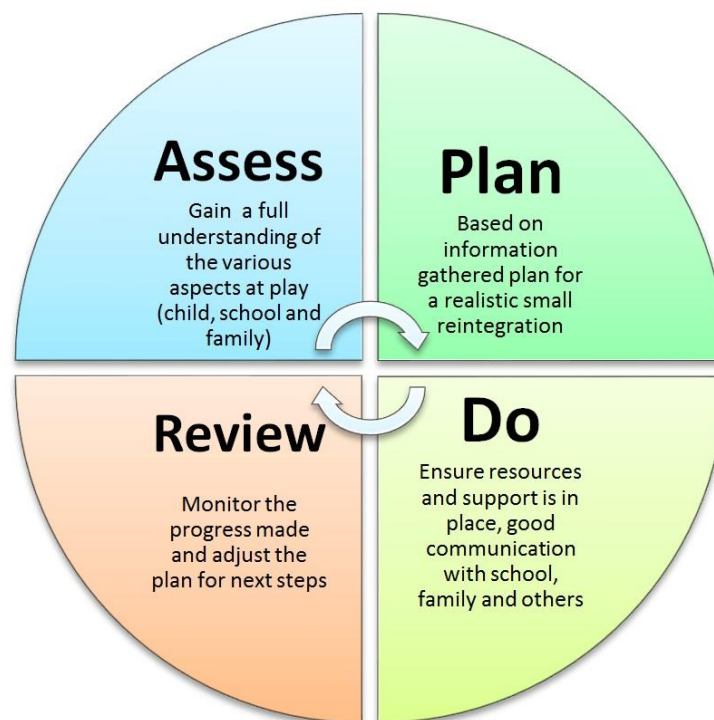 Assess
Gain a full
understanding of
the various
aspects at play
(child, school and
family)
Plan
Based on
information
gathered plan for
a realistic small
reintegration
Do
Ensure resources
and support is in
place, good
communication
with school,
family and others
Review
Monitor the
progress made
and adjust the
plan for next steps